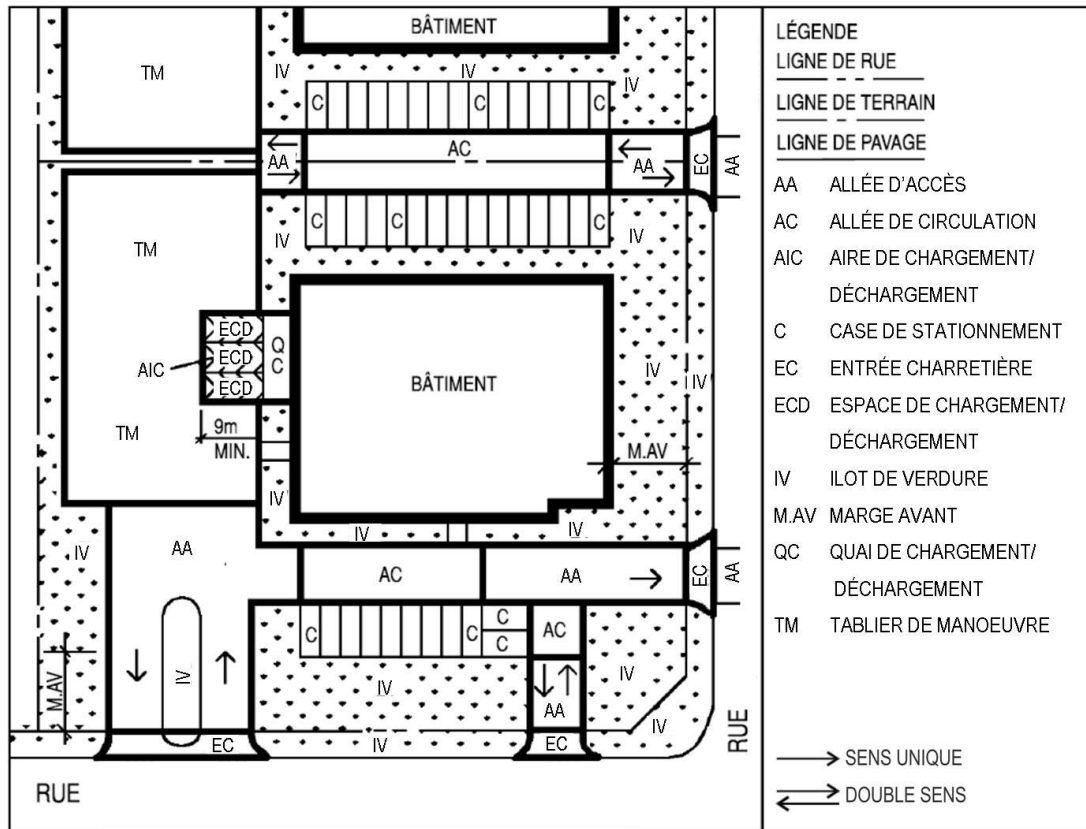 BÂTIMENT
TM
IV
IV
IV
C
C
C
AC
AA
AA
EC
AA
TM
C
C
C
IV
IV
ECD
ECD
ECD
Q
C
AIC
BÂTIMENT
IV
IV
TM
9m
MIN.
M.AV
IV
IV
IV
IV
AA
AC
AA
EC
AA
C
C
C
C
AC
IV
IV
IV
M.AV
AA
IV
EC
IV
EC
RUE
RUE
LÉGENDE
LIGNE DE RUE
LIGNE DE TERRAIN
LIGNE DE PAVAGE
AA ALLÉE D'ACCÈS
AC ALLÉE DE CIRCULATION
AIC AIRE DE CHARGEMENT/
DÉCHARGEMENT
C CASE DE STATIONNEMENT
EC ENTRÉE CHARRETIÈRE
ECD ESPACE DE CHARGEMENT/
DÉCHARGEMENT
IV ILOT DE VERDURE
M.AV MARGE AVANT
QC QUAI DE CHARGEMENT/
DÉCHARGEMENT
TM TABLIER DE MANOEUVRE
SENS UNIQUE
DOUBLE SENS